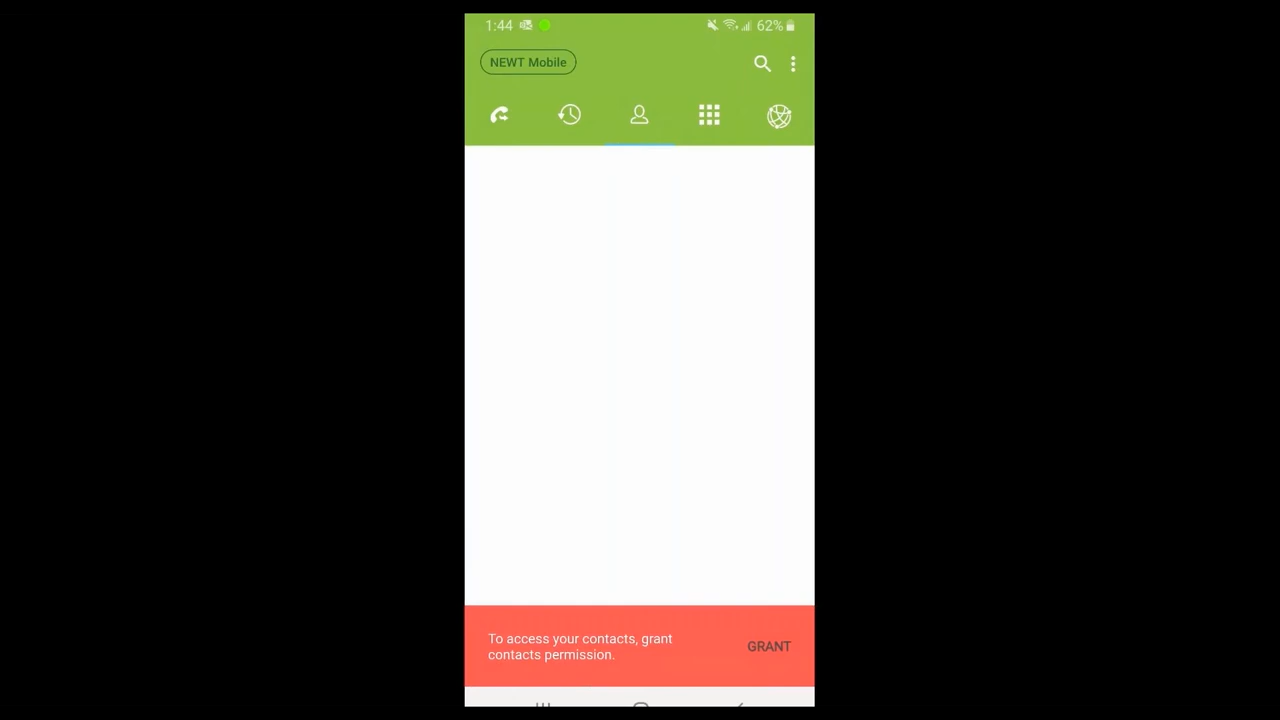 1:44 62%
NEWT Mobile
To access your contacts, grant
contacts permission.
GRANT